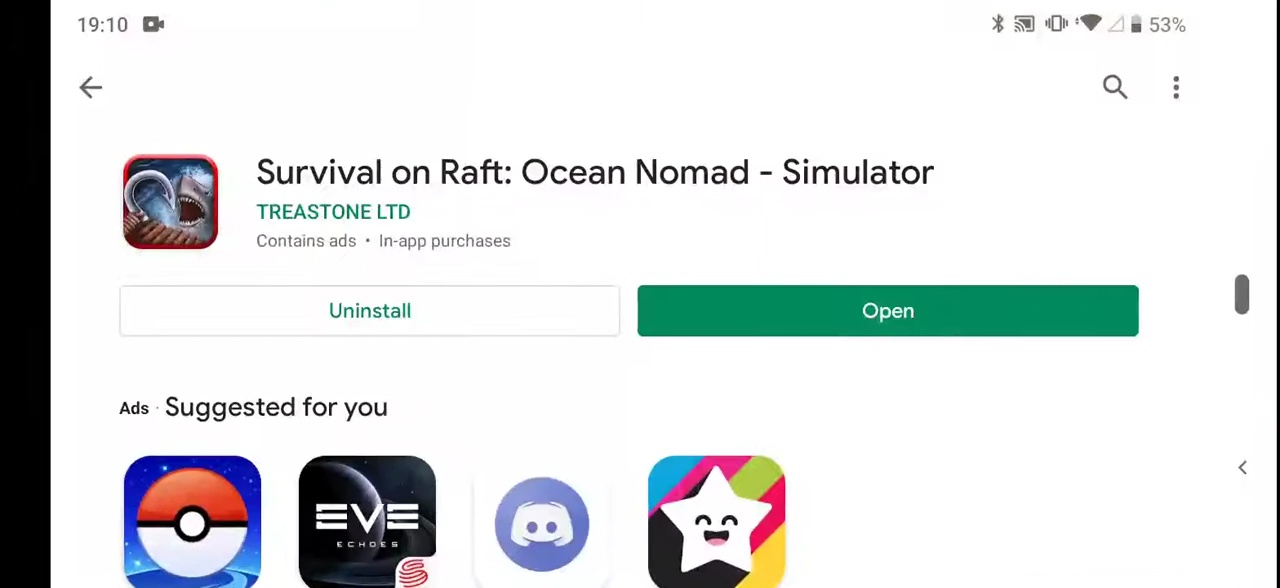 19:10 53%
Survival on Raft: Ocean Nomad - Simulator
TREASTONE LTD
Contains ads • In-app purchases
Uninstall Open
Ads · Suggested for you
EVE
ECHOES